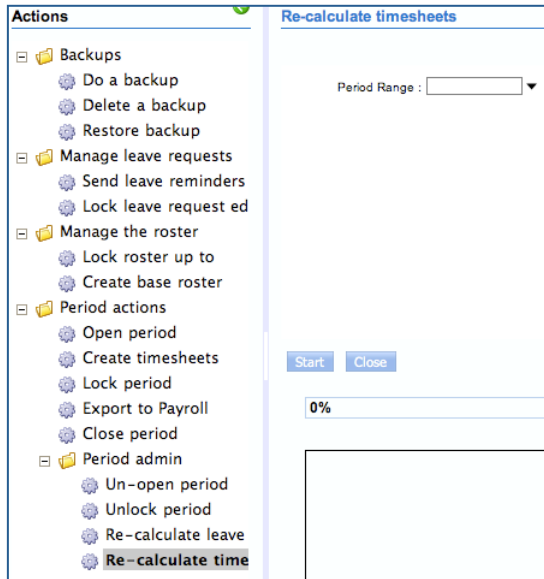 Actions
Backups
Do a backup
Delete a backup
Restore backup
Manage leave requests
Send leave reminders
Lock leave request ed
Manage the roster
Lock roster up to
Create base roster
Period actions
Open period
Create timesheets
Lock period
Export to Payroll
Close period
Period admin
Un-open period
Unlock period
Re-calculate leave
Re-calculate time
Re-calculate timesheets
Period Range :
Start Close
0%